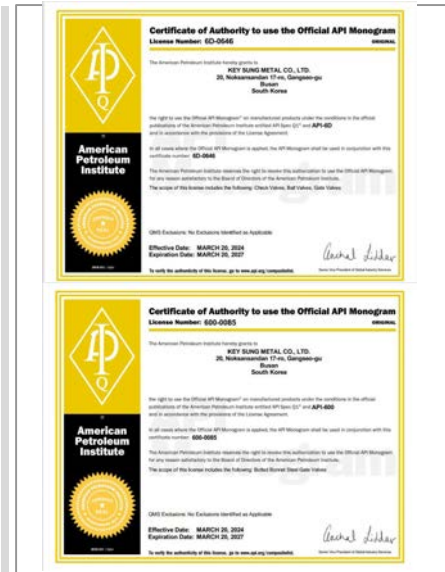 Certificate of Authority to use the Official API Monogram
License Number: 6D-0646
ORIGINAL
The American Petroleum Institute hereby grants to
KEY SUNG METAL CO., LTD.
20, Noksansandan 17-ro, Gangseo-gu
Busan
South Korea
the right to use the Official API Monogram® on manufactured products under the conditions in the official
publications of the American Petroleum Institute entitled API Spec Q1® and API-6D
and in accordance with the provisions of the License Agreement.
In all cases where the Official API Monogram is applied, the API Monogram shall be used in conjunction with this
certificate number: 6D-0646
The American Petroleum Institute reserves the right to revoke this authorization to use the Official API Monogram
for any reason satisfactory to the Board of Directors of the American Petroleum Institute.
The scope of this license includes the following: Check Valves, Ball Valves, Gate Valves
QMS Exclusions: No Exclusions Identified as Applicable
Effective Date: MARCH 20, 2024
Expiration Date: MARCH 20, 2027
To verify the authenticity of this license, go to www.api.org/compositelist.
Senior Vice President of Global Industry Services
American
Petroleum
Institute
Certificate of Authority to use the Official API Monogram
License Number: 600-0085
ORIGINAL
The American Petroleum Institute hereby grants to
KEY SUNG METAL CO., LTD.
20, Noksansandan 17-ro, Gangseo-gu
Busan
South Korea
the right to use the Official API Monogram® on manufactured products under the conditions in the official
publications of the American Petroleum Institute entitled API Spec Q1® and API-600
and in accordance with the provisions of the License Agreement.
In all cases where the Official API Monogram is applied, the API Monogram shall be used in conjunction with this
certificate number: 600-0085
The American Petroleum Institute reserves the right to revoke this authorization to use the Official API Monogram
for any reason satisfactory to the Board of Directors of the American Petroleum Institute.
The scope of this license includes the following: Bolted Bonnet Steel Gate Valves
QMS Exclusions: No Exclusions Identified as Applicable
Effective Date: MARCH 20, 2024
Expiration Date: MARCH 20, 2027
To verify the authenticity of this license, go to www.api.org/compositelist.
Senior Vice President of Global Industry Services
American
Petroleum
Institute